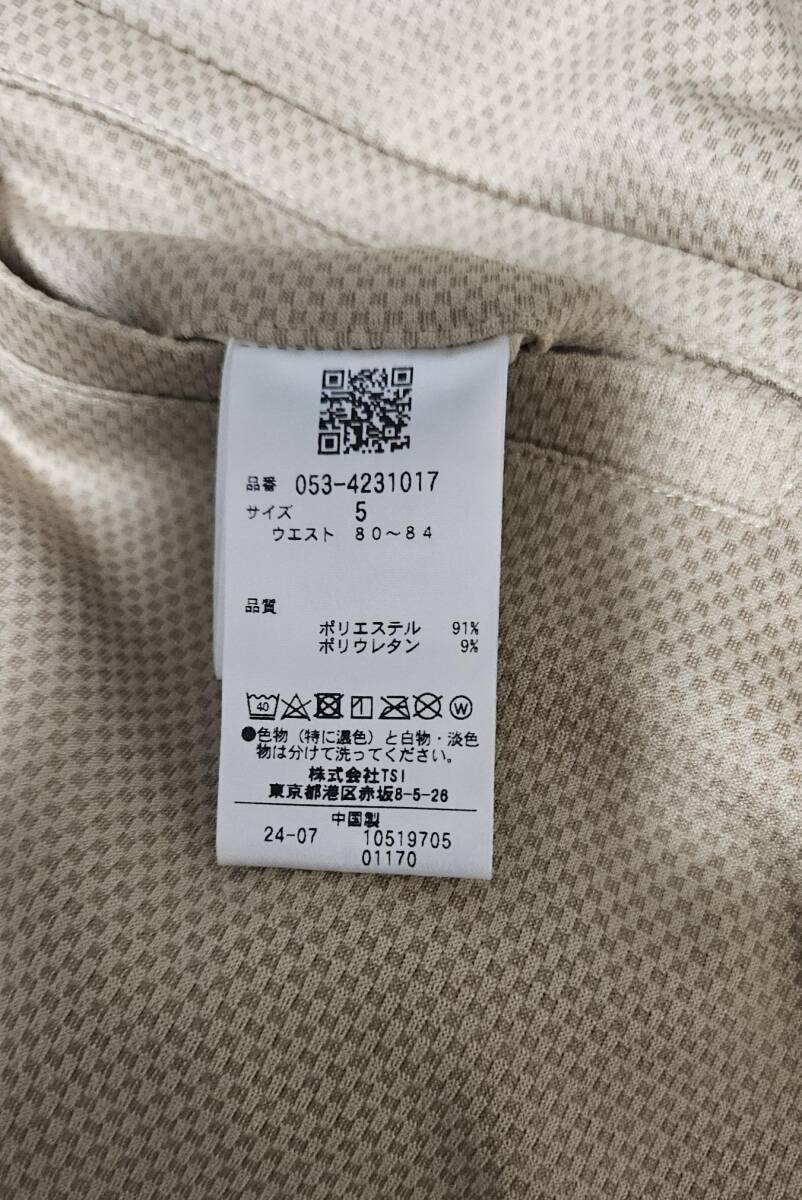 品番 053-4231017
サイズ 5
ウエスト 80～84
品質
ポリエステル 91%
ポリウレタン 9%
40 W
●色物(特に濃色)と白物・淡色
物は分けて洗ってください。
株式会社TSI
東京都港区赤坂8-5-26
中国製
24-07 10519705
01170